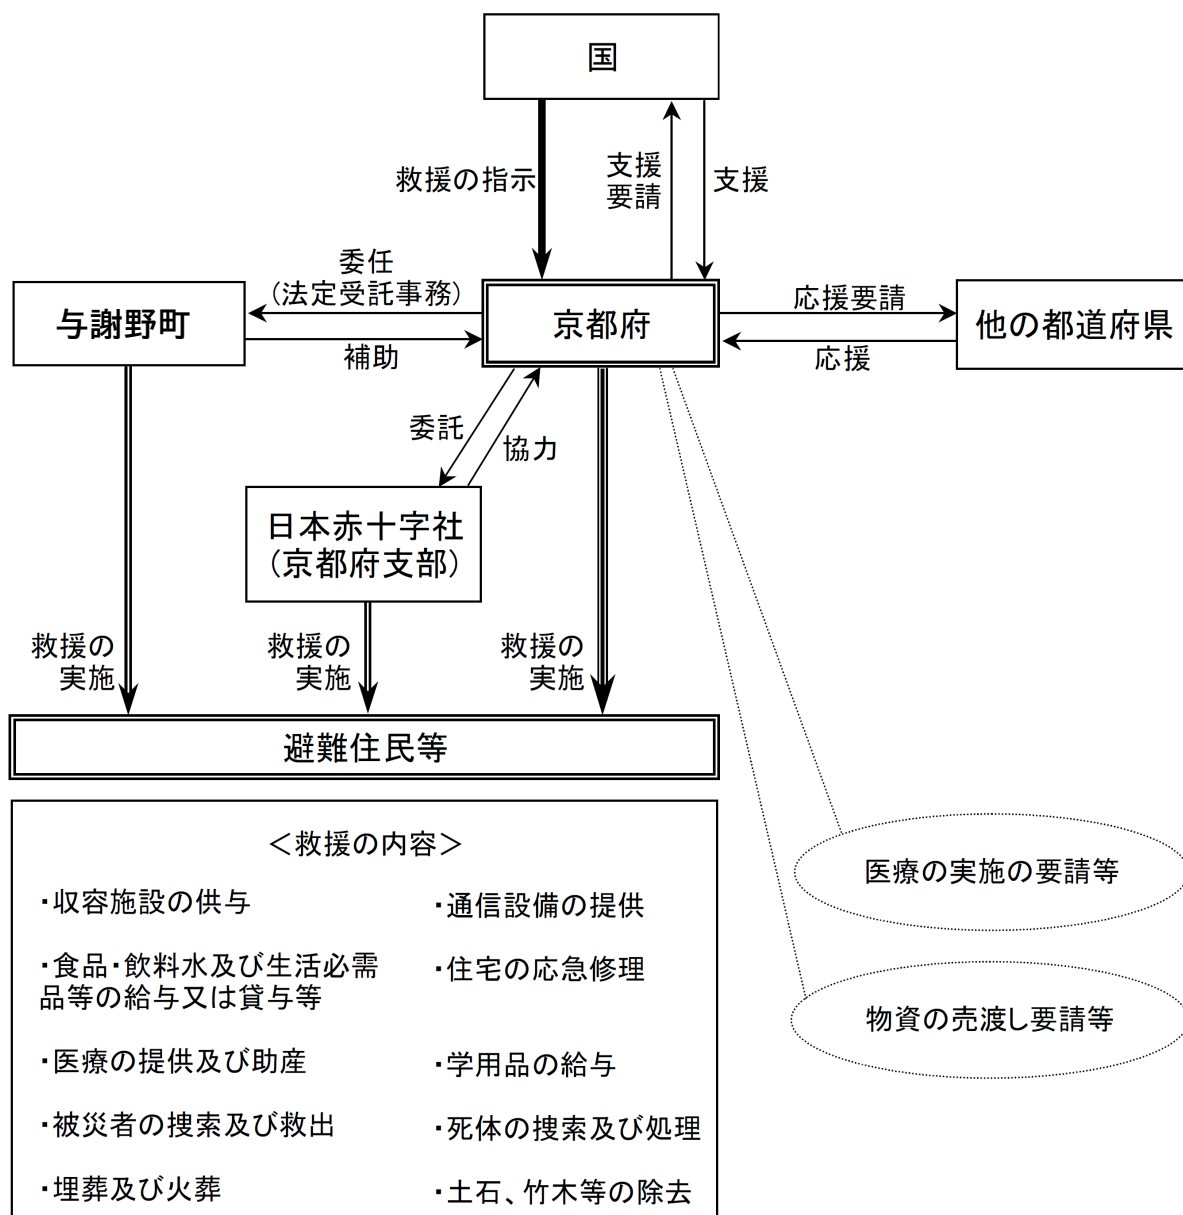 国
救援の指示
支援
要請
支援
委任
(法定受託事務)
与謝野町
補助
京都府
応援要請
応援
他の都道府県
委託
協力
日本赤十字社
(京都府支部)
救援の
実施
救援の
実施
救援の
実施
避難住民等
＜救援の内容＞
・収容施設の供与
・通信設備の提供
・食品・飲料水及び生活必需
品等の給与又は貸与等
・住宅の応急修理
・医療の提供及び助産
・学用品の給与
・被災者の捜索及び救出
・死体の捜索及び処理
・埋葬及び火葬
・土石、竹木等の除去
医療の実施の要請等
物資の売渡し要請等